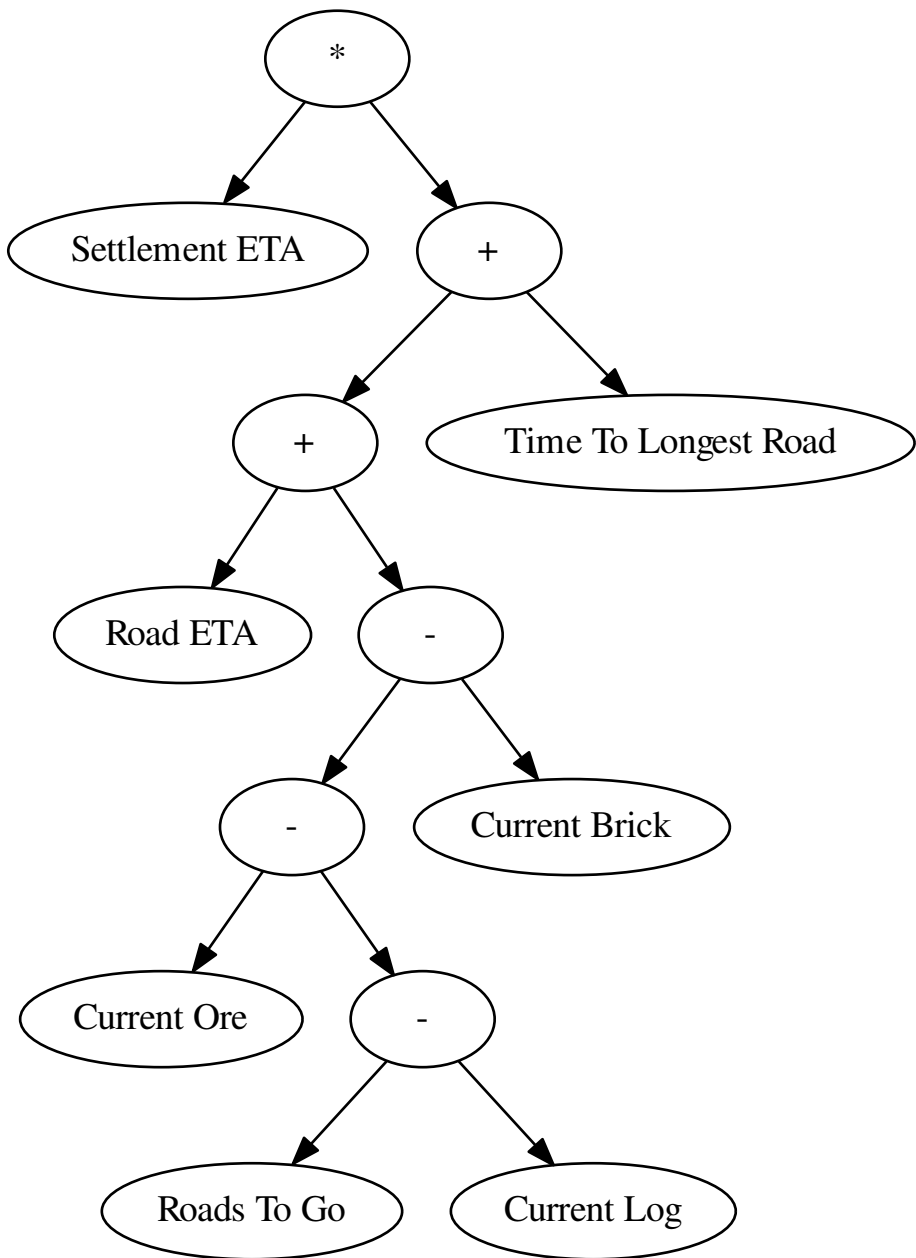 *
Settlement ETA
+
+
Time To Longest Road
Road ETA
-
-
Current Brick
Current Ore
-
Roads To Go
Current Log